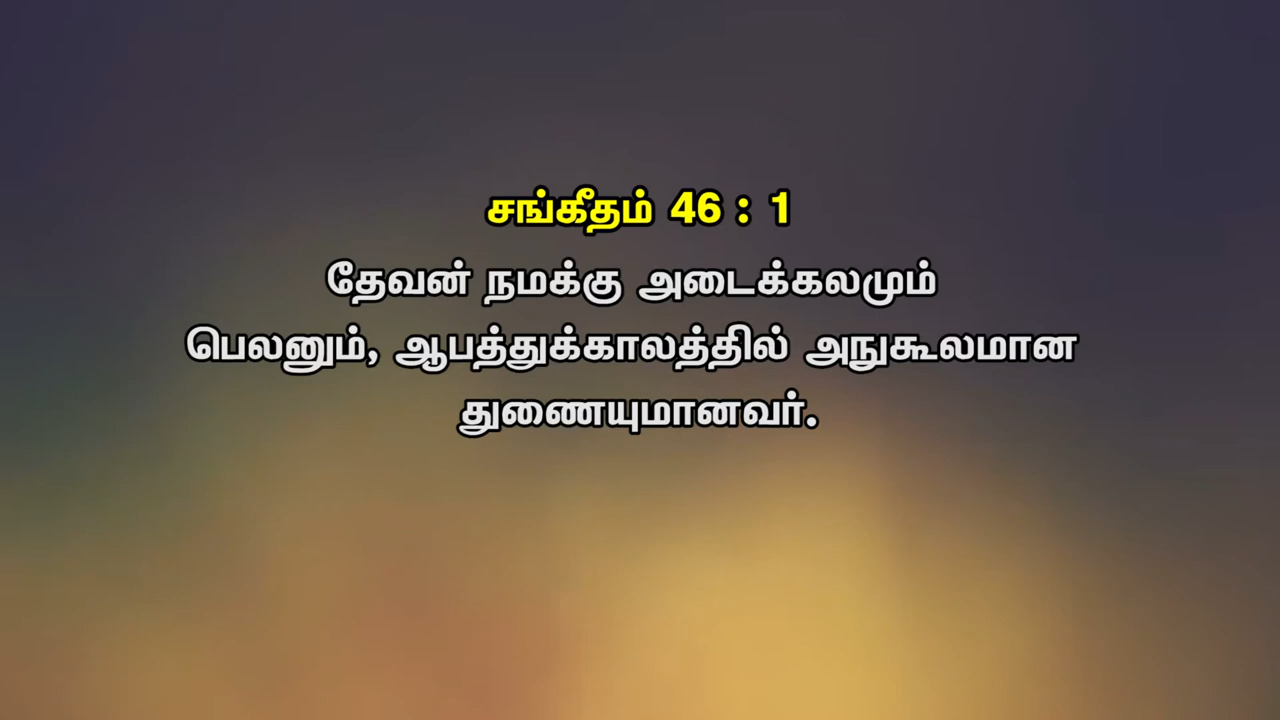 சங்கீதம் 46 : 1
தேவன் நமக்கு அடைக்கலமும்
பெலனும், ஆபத்துக்காலத்தில் அநுகூலமான
துணையுமானவர்.